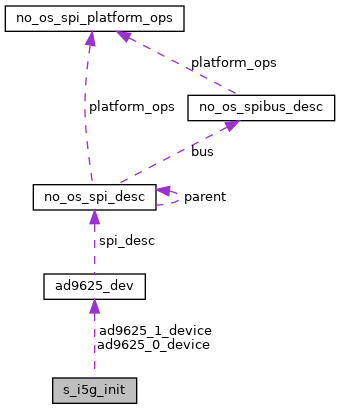 no_os_spi_platform_ops
platform_ops
no_os_spibus_desc
platform_ops
bus
no_os_spi_desc
parent
spi_desc
ad9625_dev
ad9625_1_device
ad9625_0_device
s_i5g_init